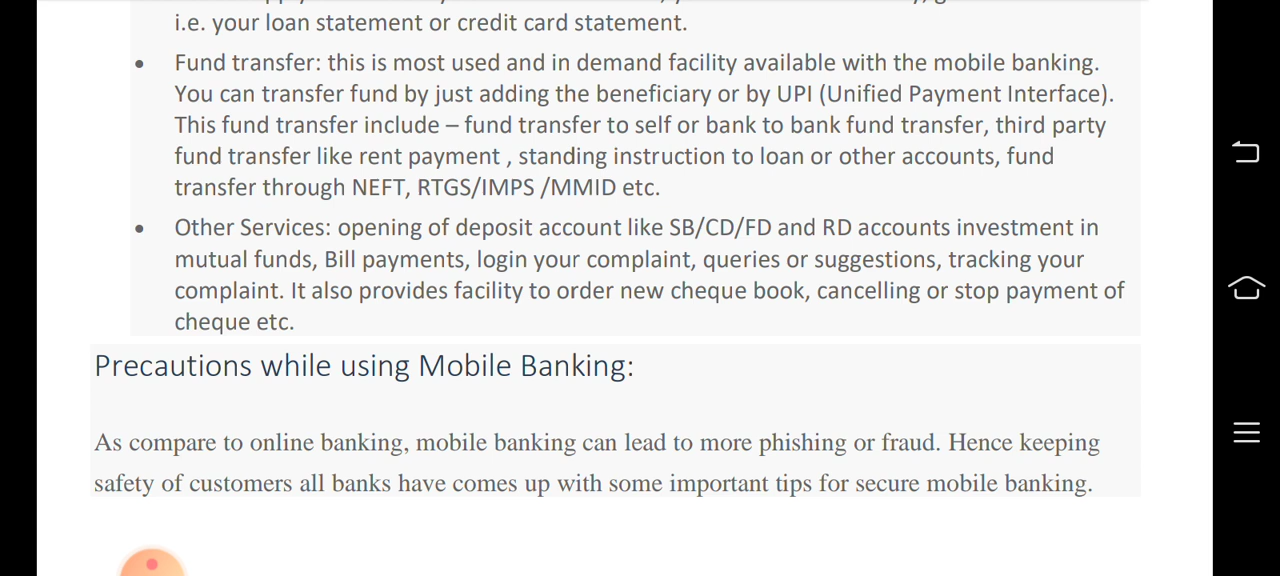 i.e. your loan statement or credit card statement.
• Fund transfer: this is most used and in demand facility available with the mobile banking.
You can transfer fund by just adding the beneficiary or by UPI (Unified Payment Interface).
This fund transfer include – fund transfer to self or bank to bank fund transfer, third party
fund transfer like rent payment , standing instruction to loan or other accounts, fund
transfer through NEFT, RTGS/IMPS /MMID etc.
• Other Services: opening of deposit account like SB/CD/FD and RD accounts investment in
mutual funds, Bill payments, login your complaint, queries or suggestions, tracking your
complaint. It also provides facility to order new cheque book, cancelling or stop payment of
cheque etc.
Precautions while using Mobile Banking:
As compare to online banking, mobile banking can lead to more phishing or fraud. Hence keeping
safety of customers all banks have comes up with some important tips for secure mobile banking.